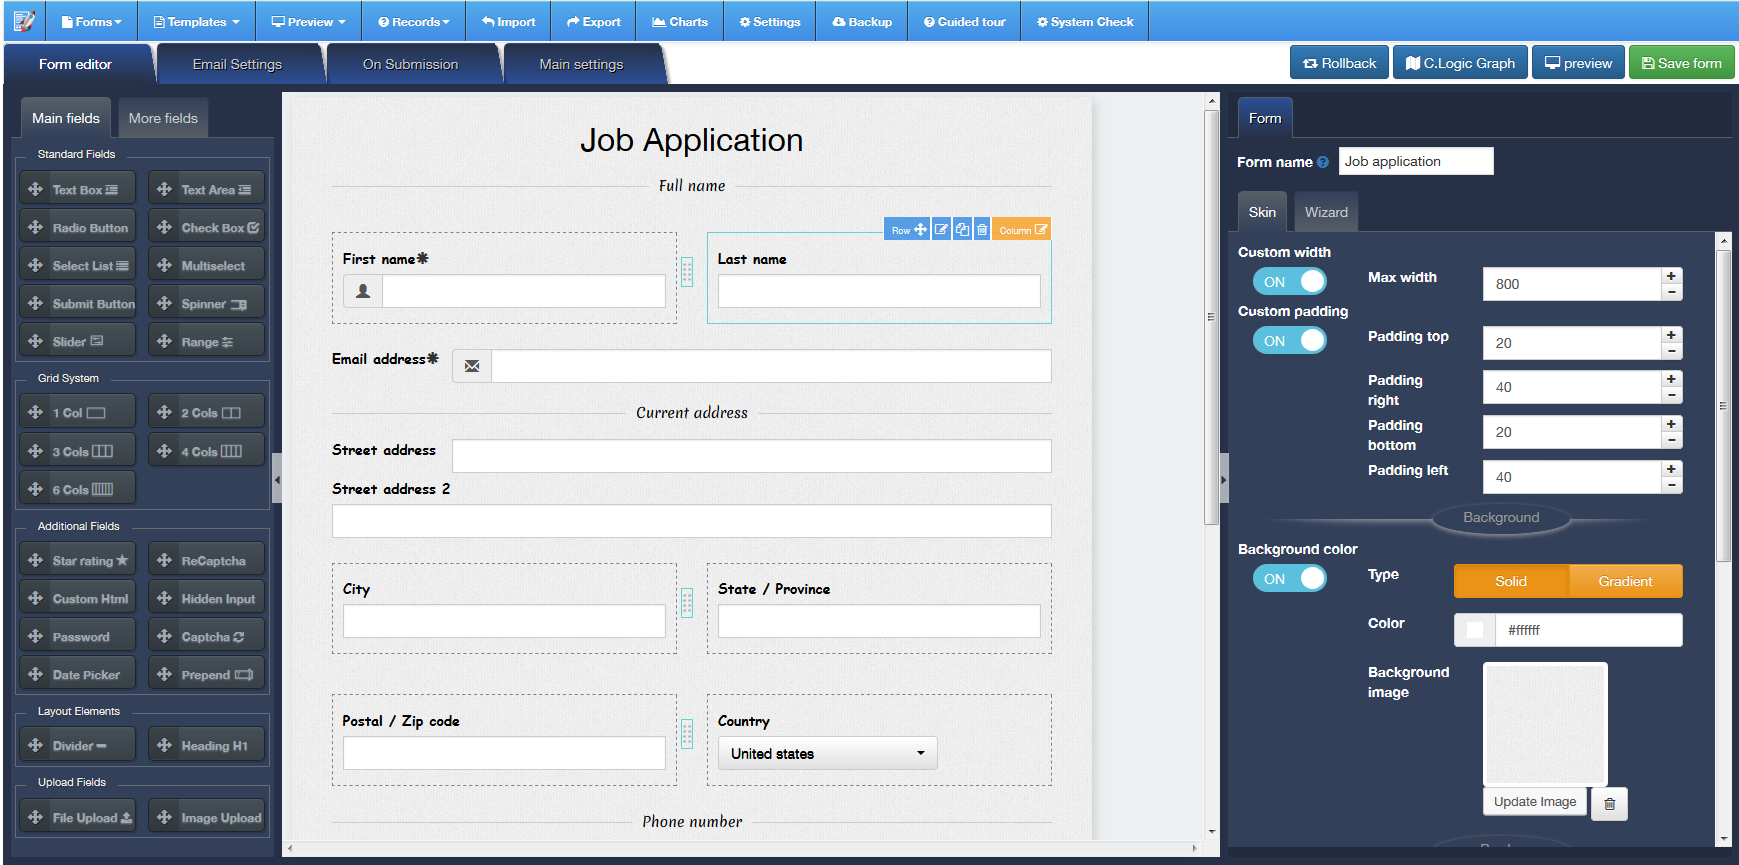 Forms Templates Preview Records Import Export Charts Settings Backup Guided tour System Check
Form editor Email Settings On Submission Main settings Rollback C.Logic Graph preview Save form
Main fields More fields
Standard Fields
Text Box Text Area
Radio Button Check Box
Select List Multiselect
Submit Button Spinner
Slider Range
Grid System
1 Col 2 Cols
3 Cols 4 Cols
6 Cols
Additional Fields
Star rating ReCaptcha
Custom Html Hidden Input
Password Captcha
Date Picker Prepend
Layout Elements
Divider Heading H1
Upload Fields
File Upload Image Upload
Job Application
Full name
Row Column
First name* Last name
Email address*
Current address
Street address
Street address 2
City State / Province
Postal / Zip code Country
United states
Phone number
Form
Form name Job application
Skin Wizard
Custom width
ON Max width 800
Custom padding
ON Padding top 20
Padding
right 40
Padding
bottom 20
Padding left 40
Background
Background color
ON Type Solid Gradient
Color #ffffff
Background
image
Update Image